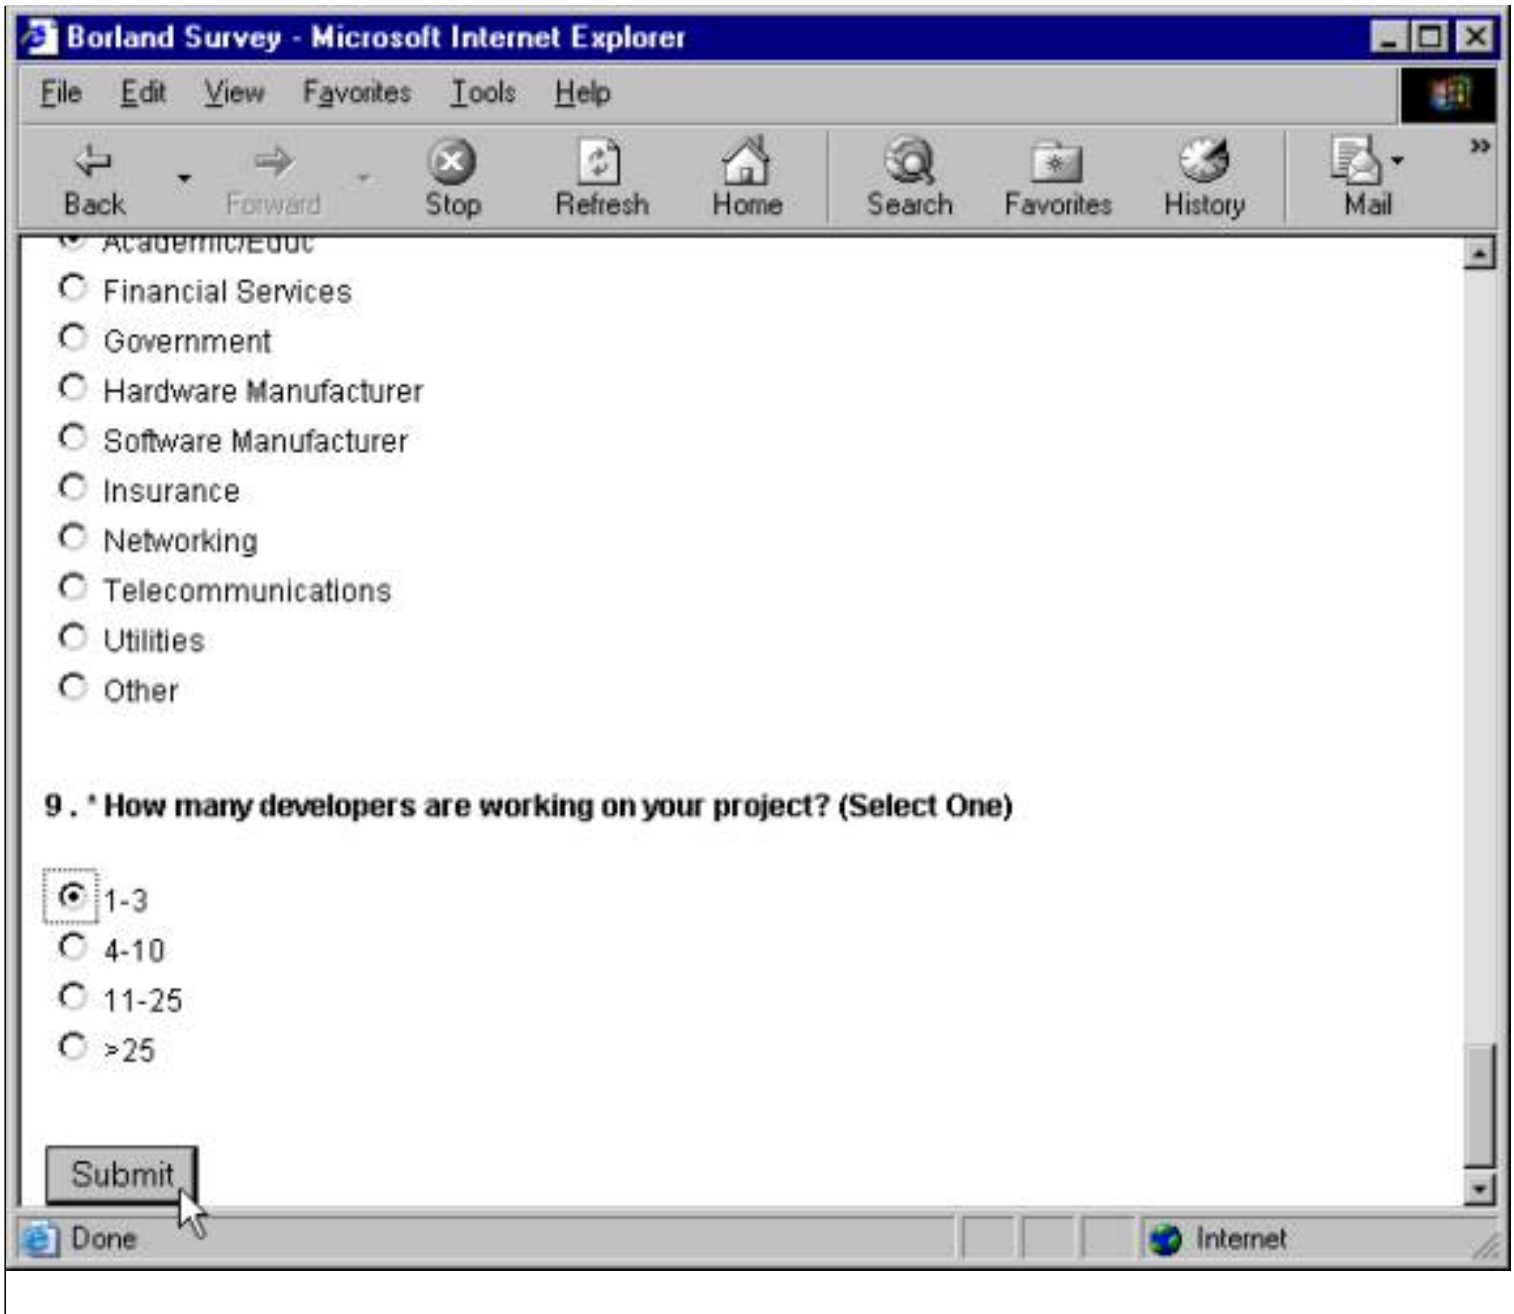 Borland Survey - Microsoft Internet Explorer
File Edit View Favorites Tools Help
Back Forward Stop Refresh Home Search Favorites History Mail »
Academic/Educ
Financial Services
Government
Hardware Manufacturer
Software Manufacturer
Insurance
Networking
Telecommunications
Utilities
Other
9 . * How many developers are working on your project? (Select One)
1-3
4-10
11-25
>25
Submit
Done Internet